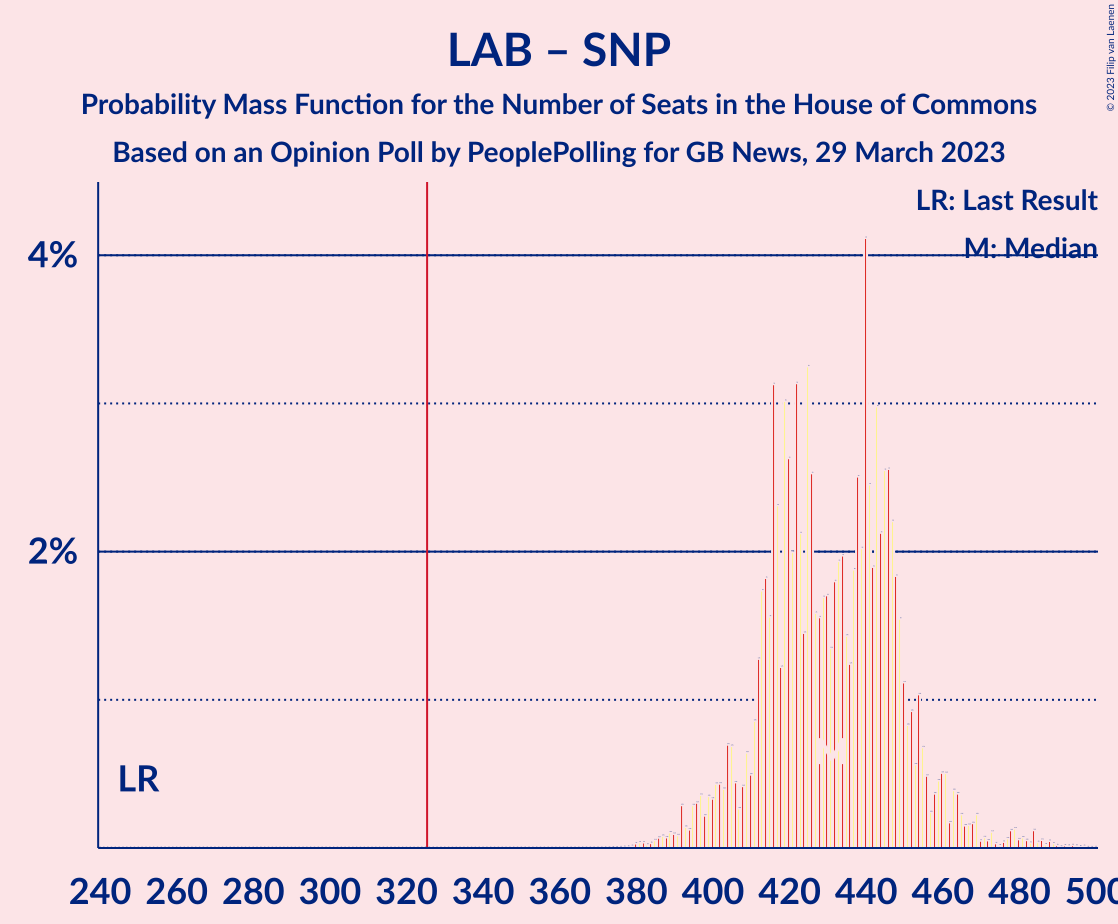 LAB – SNP
Probability Mass Function for the Number of Seats in the House of Commons
Based on an Opinion Poll by PeoplePolling for GB News, 29 March 2023
© 2023 Filip van Laenen
LR: Last Result
M: Median
4%
2%
LR
M
240 260 280 300 320 340 360 380 400 420 440 460 480 500